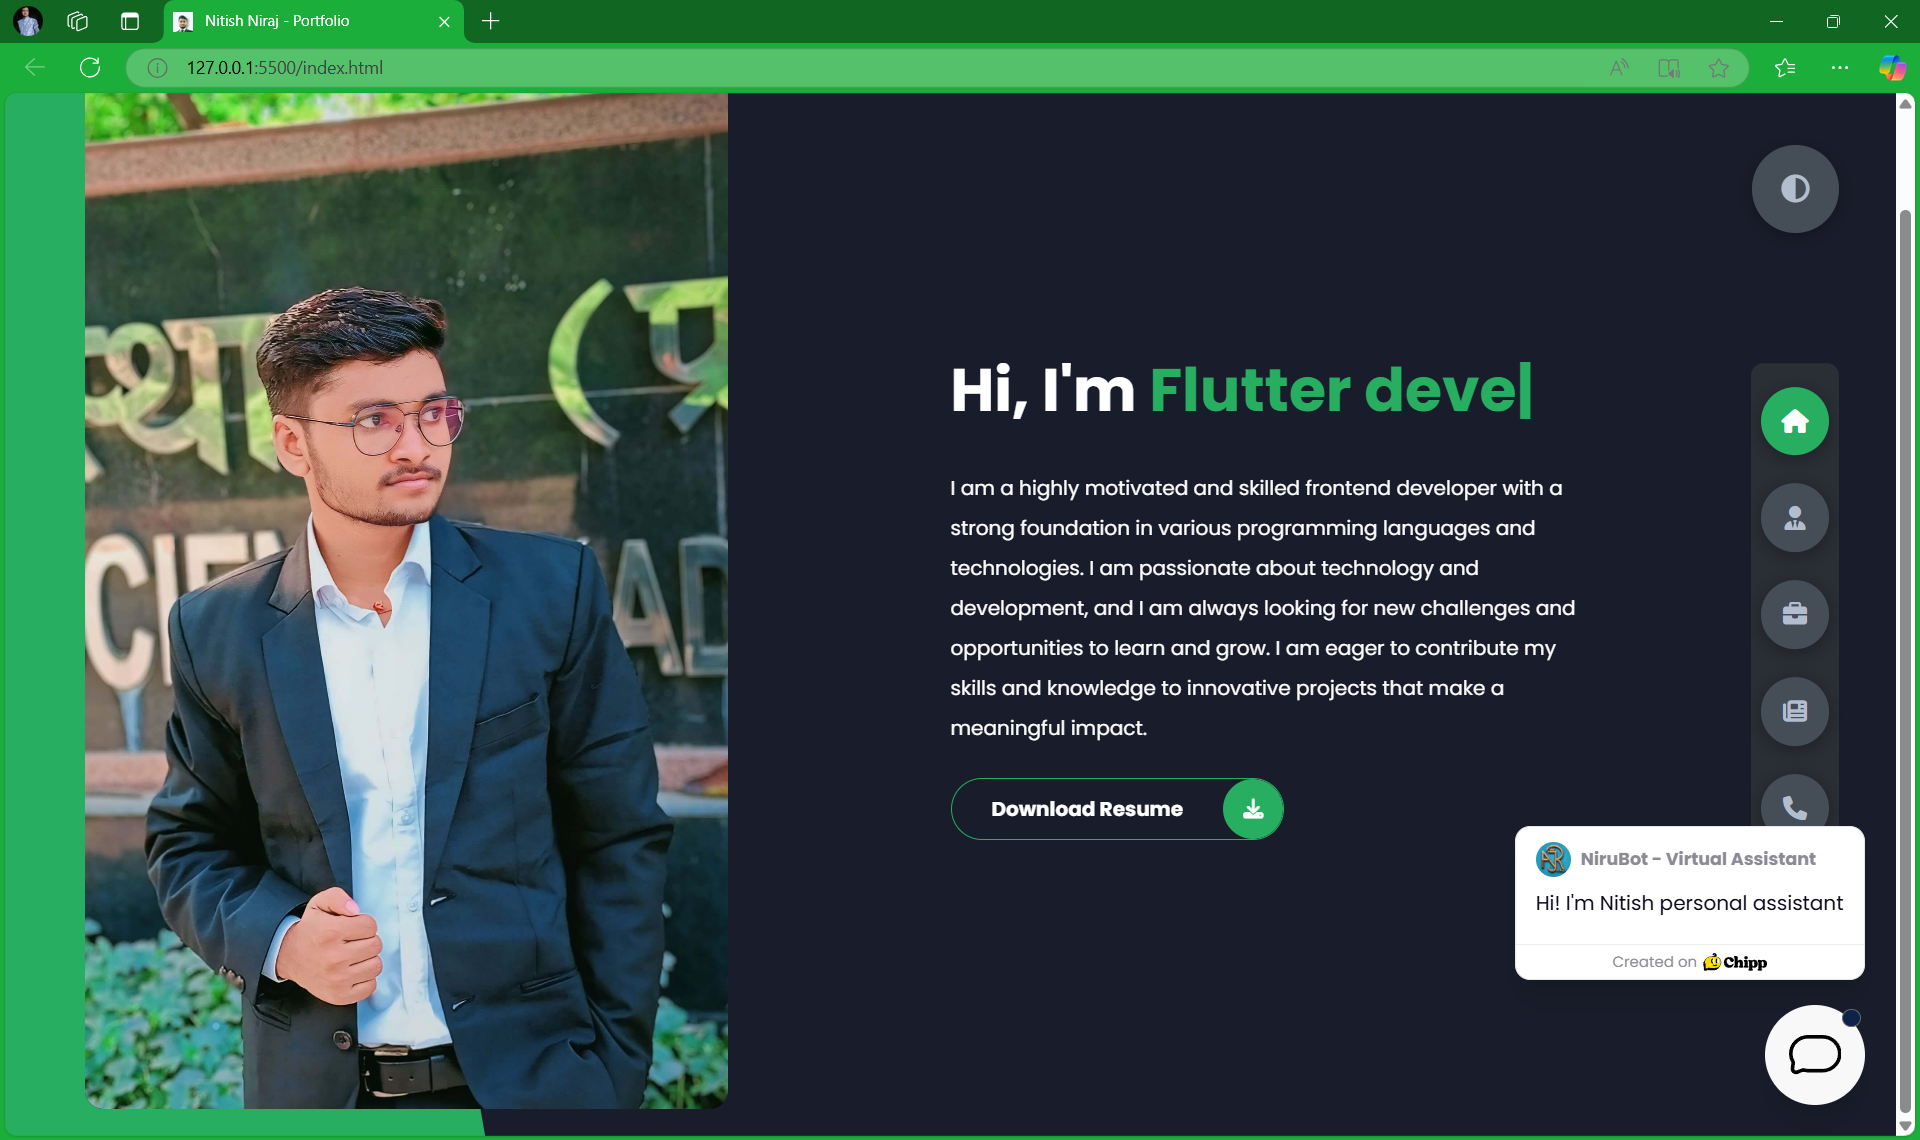 Nitish Niraj - Portfolio
127.0.0.1:5500/index.html
स्था
(प्र
CIEN
AD
Hi, I'm Flutter deve|
I am a highly motivated and skilled frontend developer with a
strong foundation in various programming languages and
technologies. I am passionate about technology and
development, and I am always looking for new challenges and
opportunities to learn and grow. I am eager to contribute my
skills and knowledge to innovative projects that make a
meaningful impact.
Download Resume
NiruBot - Virtual Assistant
Hi! I'm Nitish personal assistant
Created on Chipp